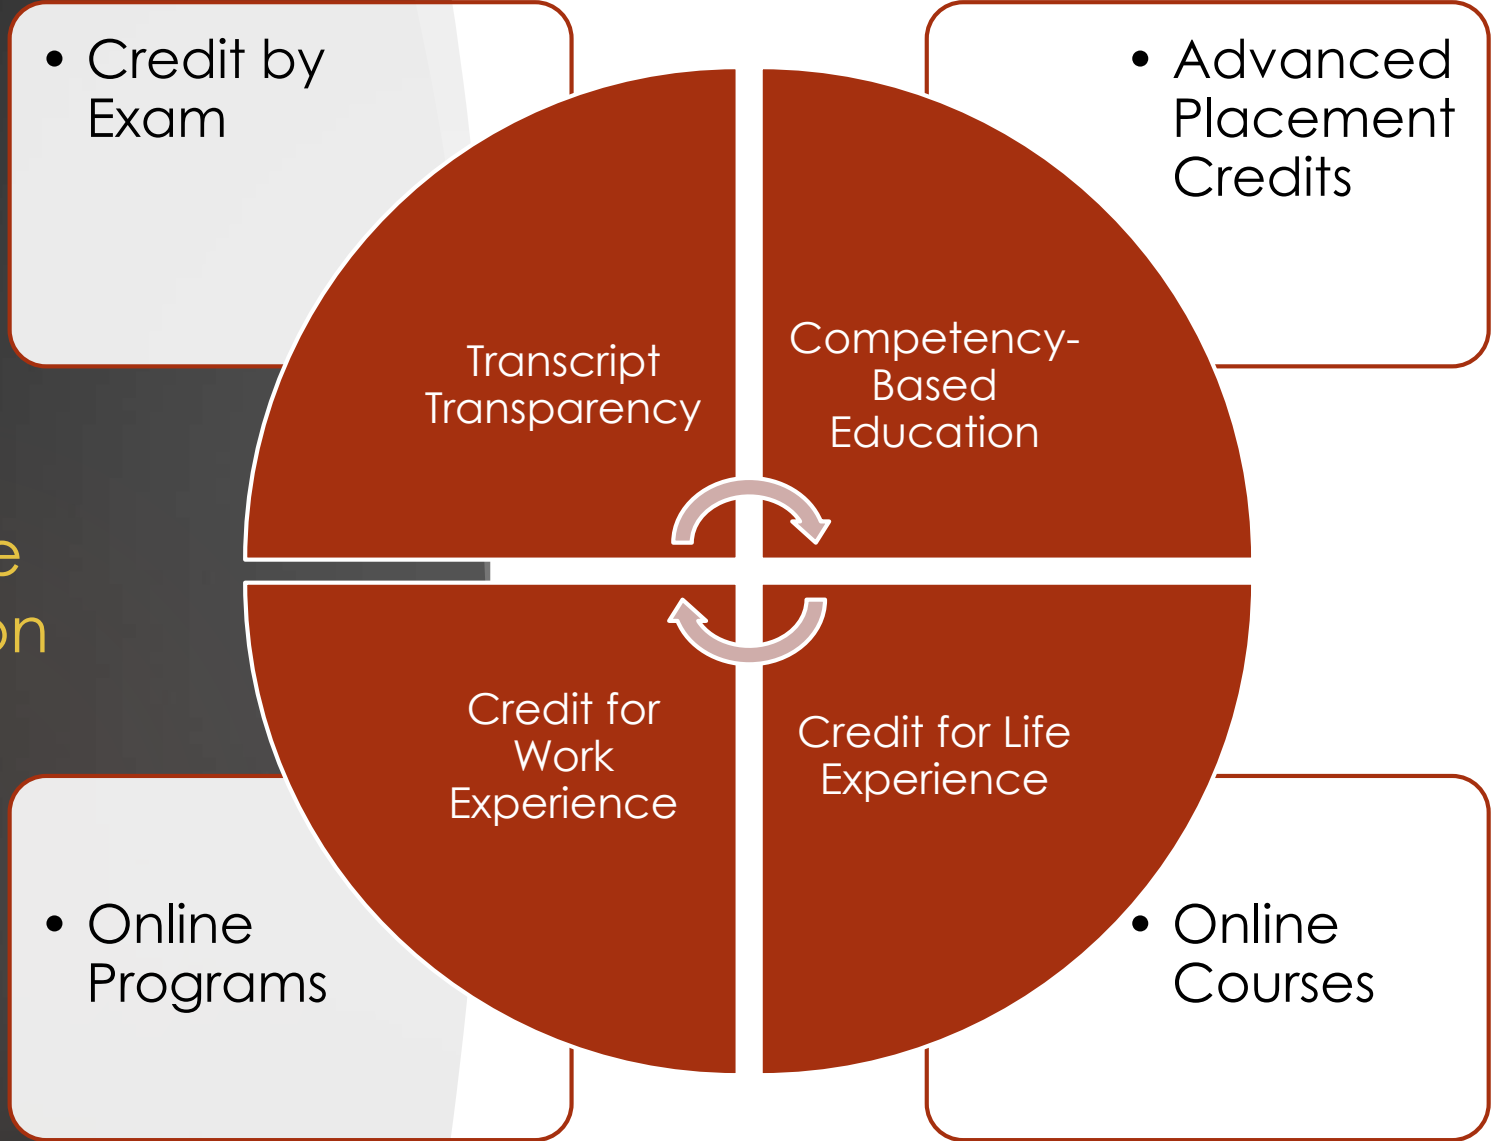 • Credit by
Exam
• Advanced
Placement
Credits
Transcript
Transparency
Competency-
Based
Education
Credit for
Work
Experience
Credit for Life
Experience
• Online
Programs
• Online
Courses